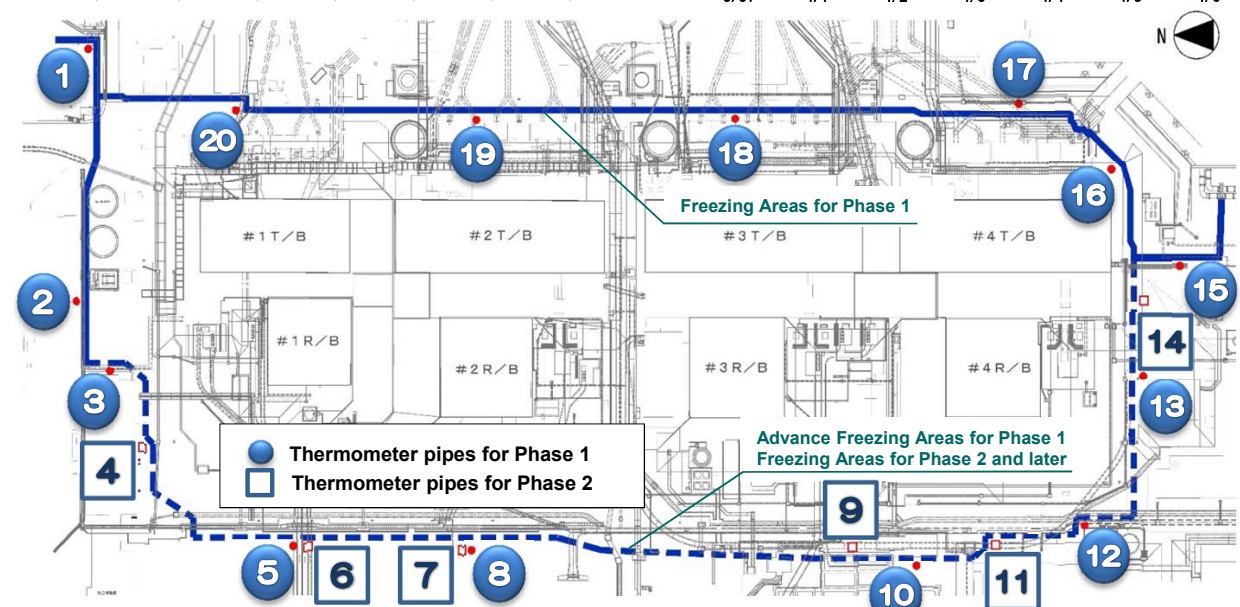 N
1
17
20
19
18
16
Freezing Areas for Phase 1
#1T/B
#2T/B
#3T/B
#4T/B
2
15
14
#1R/B
#2R/B
#3R/B
#4R/B
3
13
Advance Freezing Areas for Phase 1
Freezing Areas for Phase 2 and later
4
Thermometer pipes for Phase 1
Thermometer pipes for Phase 2
9
12
5
6
7
8
10
11